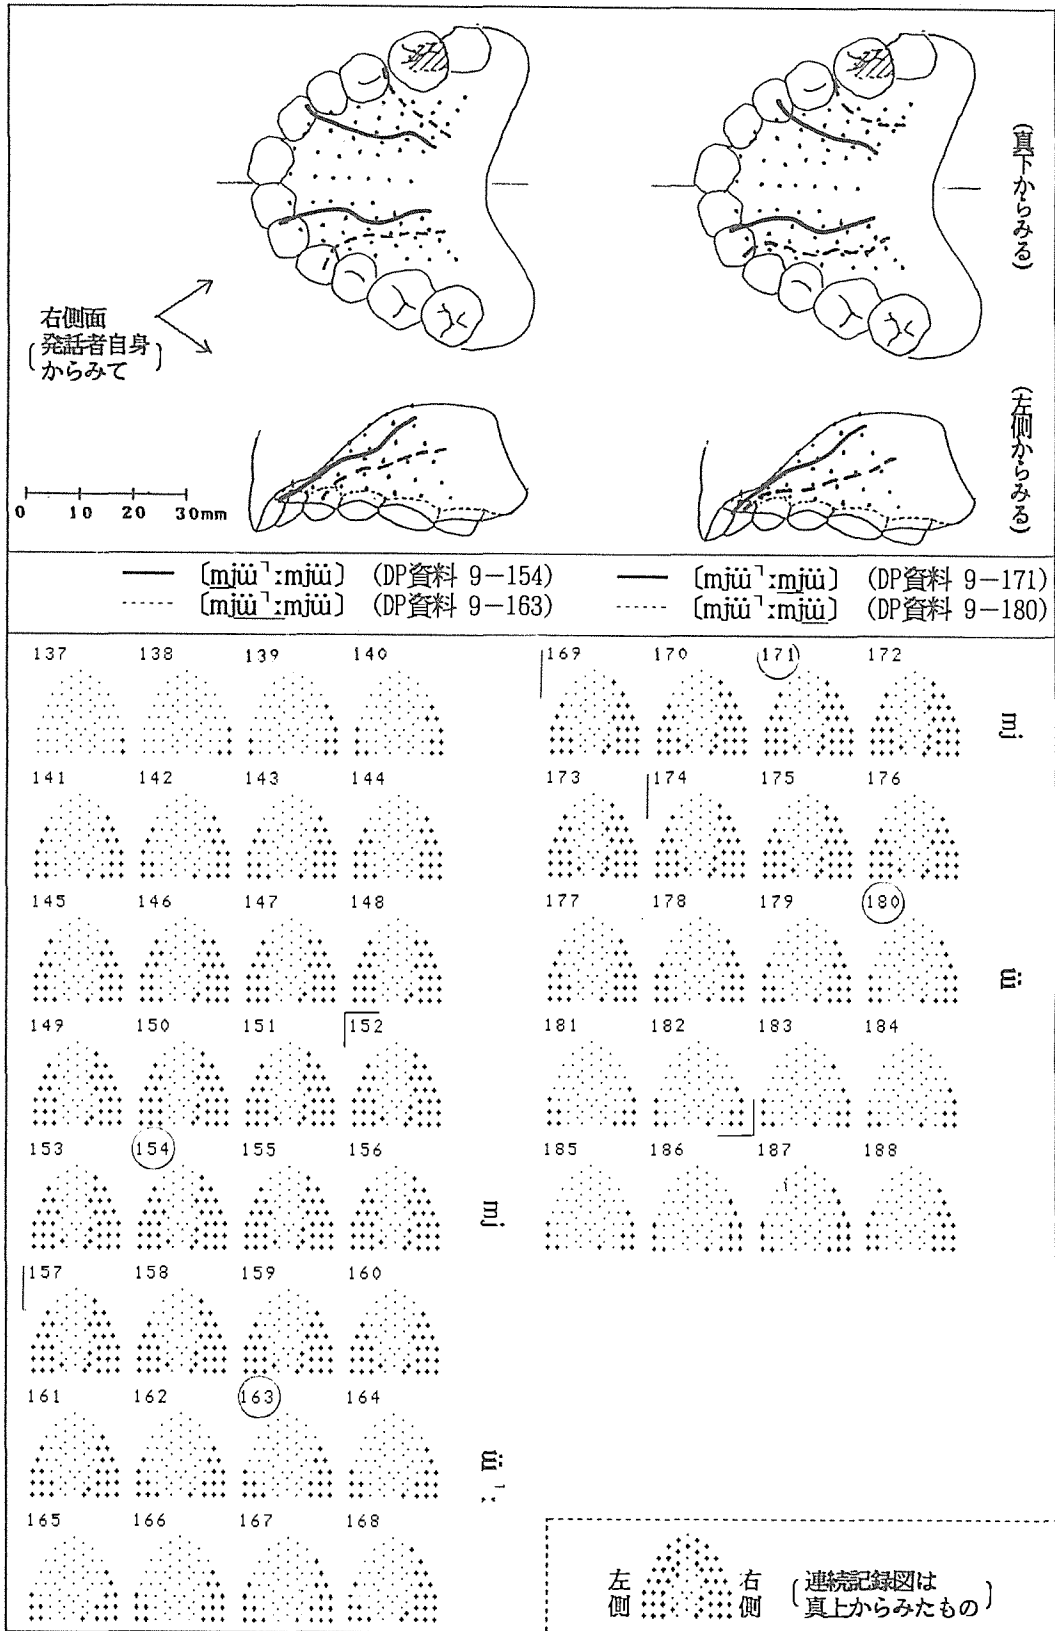 (真下からみる)
右側面
(発話者自身
からみて)
(左側からみる)
0 10 20 30mm
[mjɯ̈˺ːmjɯ̈] (DP資料 9-154)
[mjɯ̈˺ːmjɯ̈] (DP資料 9-163)
[mjɯ̈˺ːmjɯ̈] (DP資料 9-171)
[mjɯ̈˺ːmjɯ̈] (DP資料 9-180)
137 138 139 140
141 142 143 144
145 146 147 148
149 150 151 152
153 154 155 156
mj
157 158 159 160
161 162 163 164
ɯ̈˺ː
165 166 167 168
169 170 171 172
mj
173 174 175 176
177 178 179 180
ɯ̈
181 182 183 184
185 186 187 188
左側
右側
(連続記録図は
真上からみたもの)